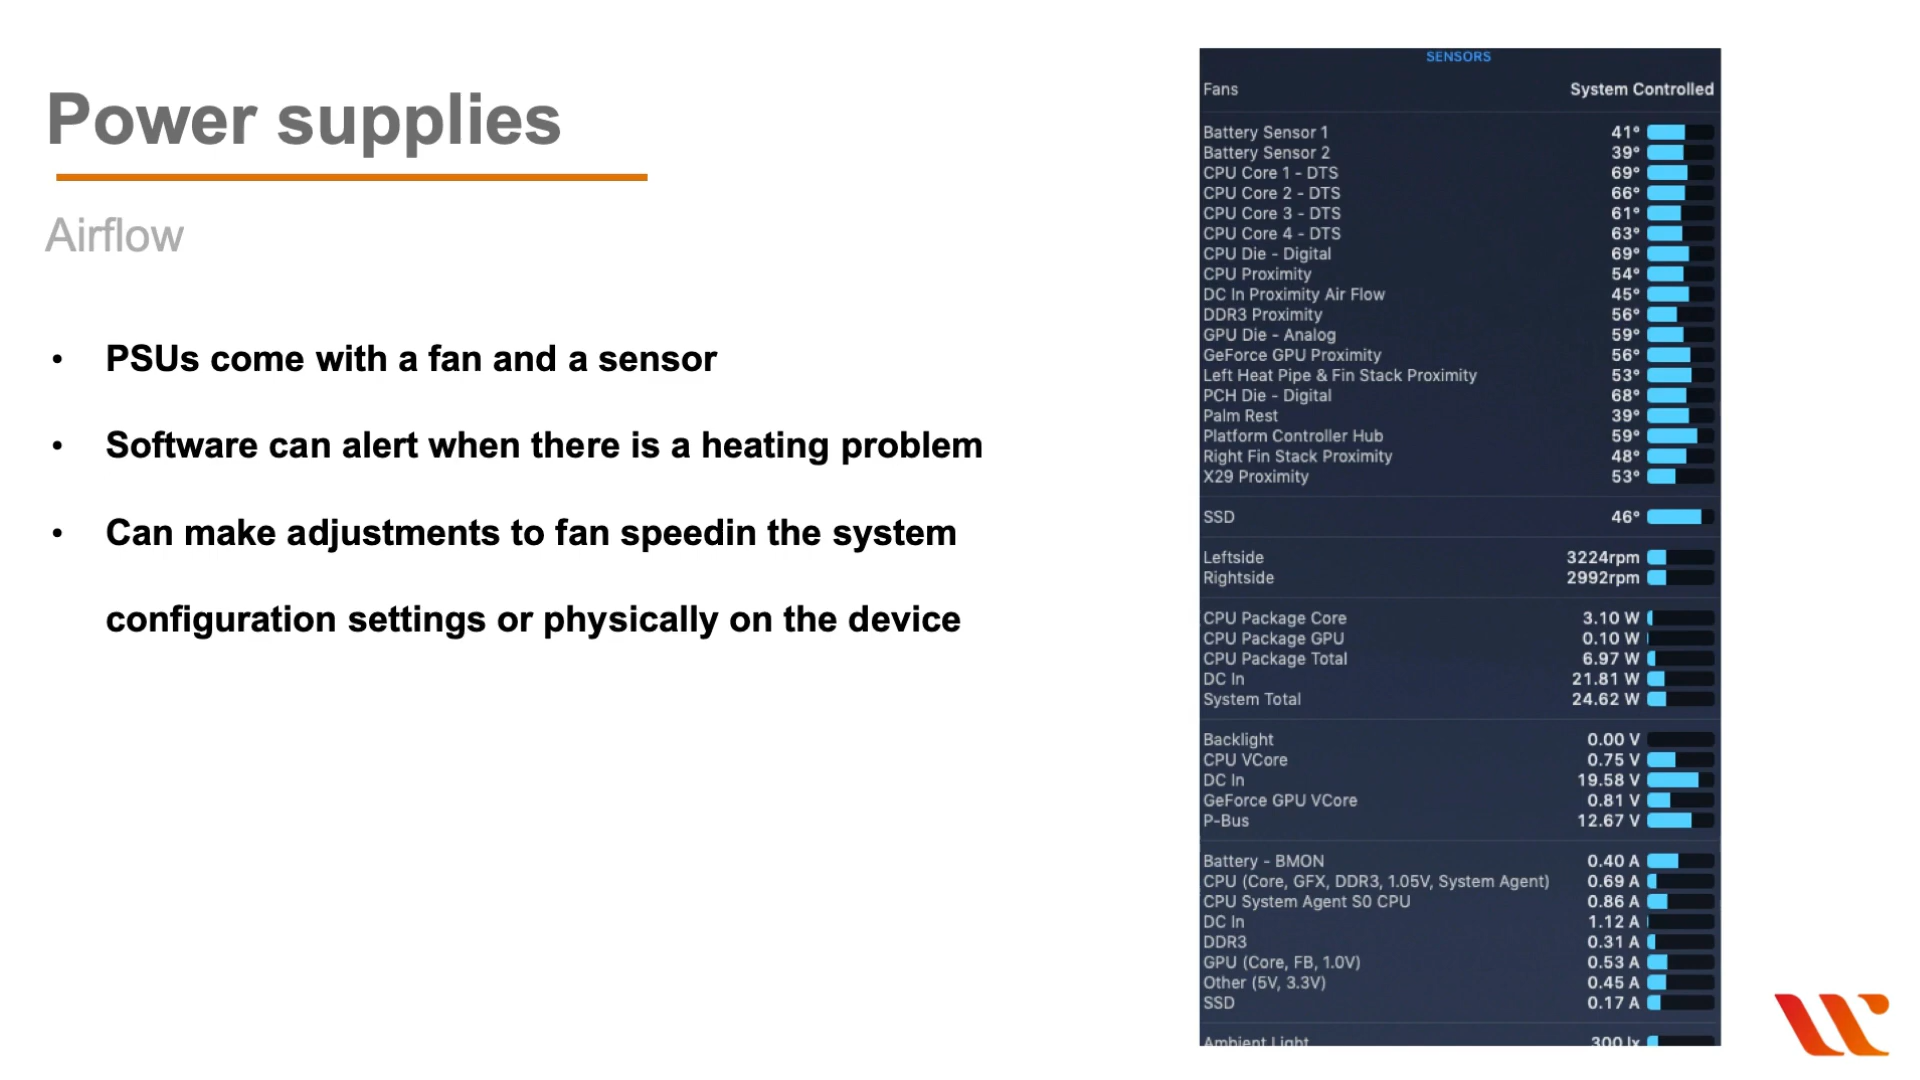 Power supplies
Airflow
• PSUs come with a fan and a sensor
• Software can alert when there is a heating problem
• Can make adjustments to fan speedin the system
configuration settings or physically on the device
SENSORS
Fans System Controlled
Battery Sensor 1 41°
Battery Sensor 2 39°
CPU Core 1 - DTS 69°
CPU Core 2 - DTS 66°
CPU Core 3 - DTS 61°
CPU Core 4 - DTS 63°
CPU Die - Digital 69°
CPU Proximity 54°
DC In Proximity Air Flow 45°
DDR3 Proximity 56°
GPU Die - Analog 59°
GeForce GPU Proximity 56°
Left Heat Pipe & Fin Stack Proximity 53°
PCH Die - Digital 68°
Palm Rest 39°
Platform Controller Hub 59°
Right Fin Stack Proximity 48°
X29 Proximity 53°
SSD 46°
Leftside 3224rpm
Rightside 2992rpm
CPU Package Core 3.10 W
CPU Package GPU 0.10 W
CPU Package Total 6.97 W
DC In 21.81 W
System Total 24.62 W
Backlight 0.00 V
CPU VCore 0.75 V
DC In 19.58 V
GeForce GPU VCore 0.81 V
P-Bus 12.67 V
Battery - BMON 0.40 A
CPU (Core, GFX, DDR3, 1.05V, System Agent) 0.69 A
CPU System Agent S0 CPU 0.86 A
DC In 1.12 A
DDR3 0.31 A
GPU (Core, FB, 1.0V) 0.53 A
Other (5V, 3.3V) 0.45 A
SSD 0.17 A
Ambient Light 300 lx